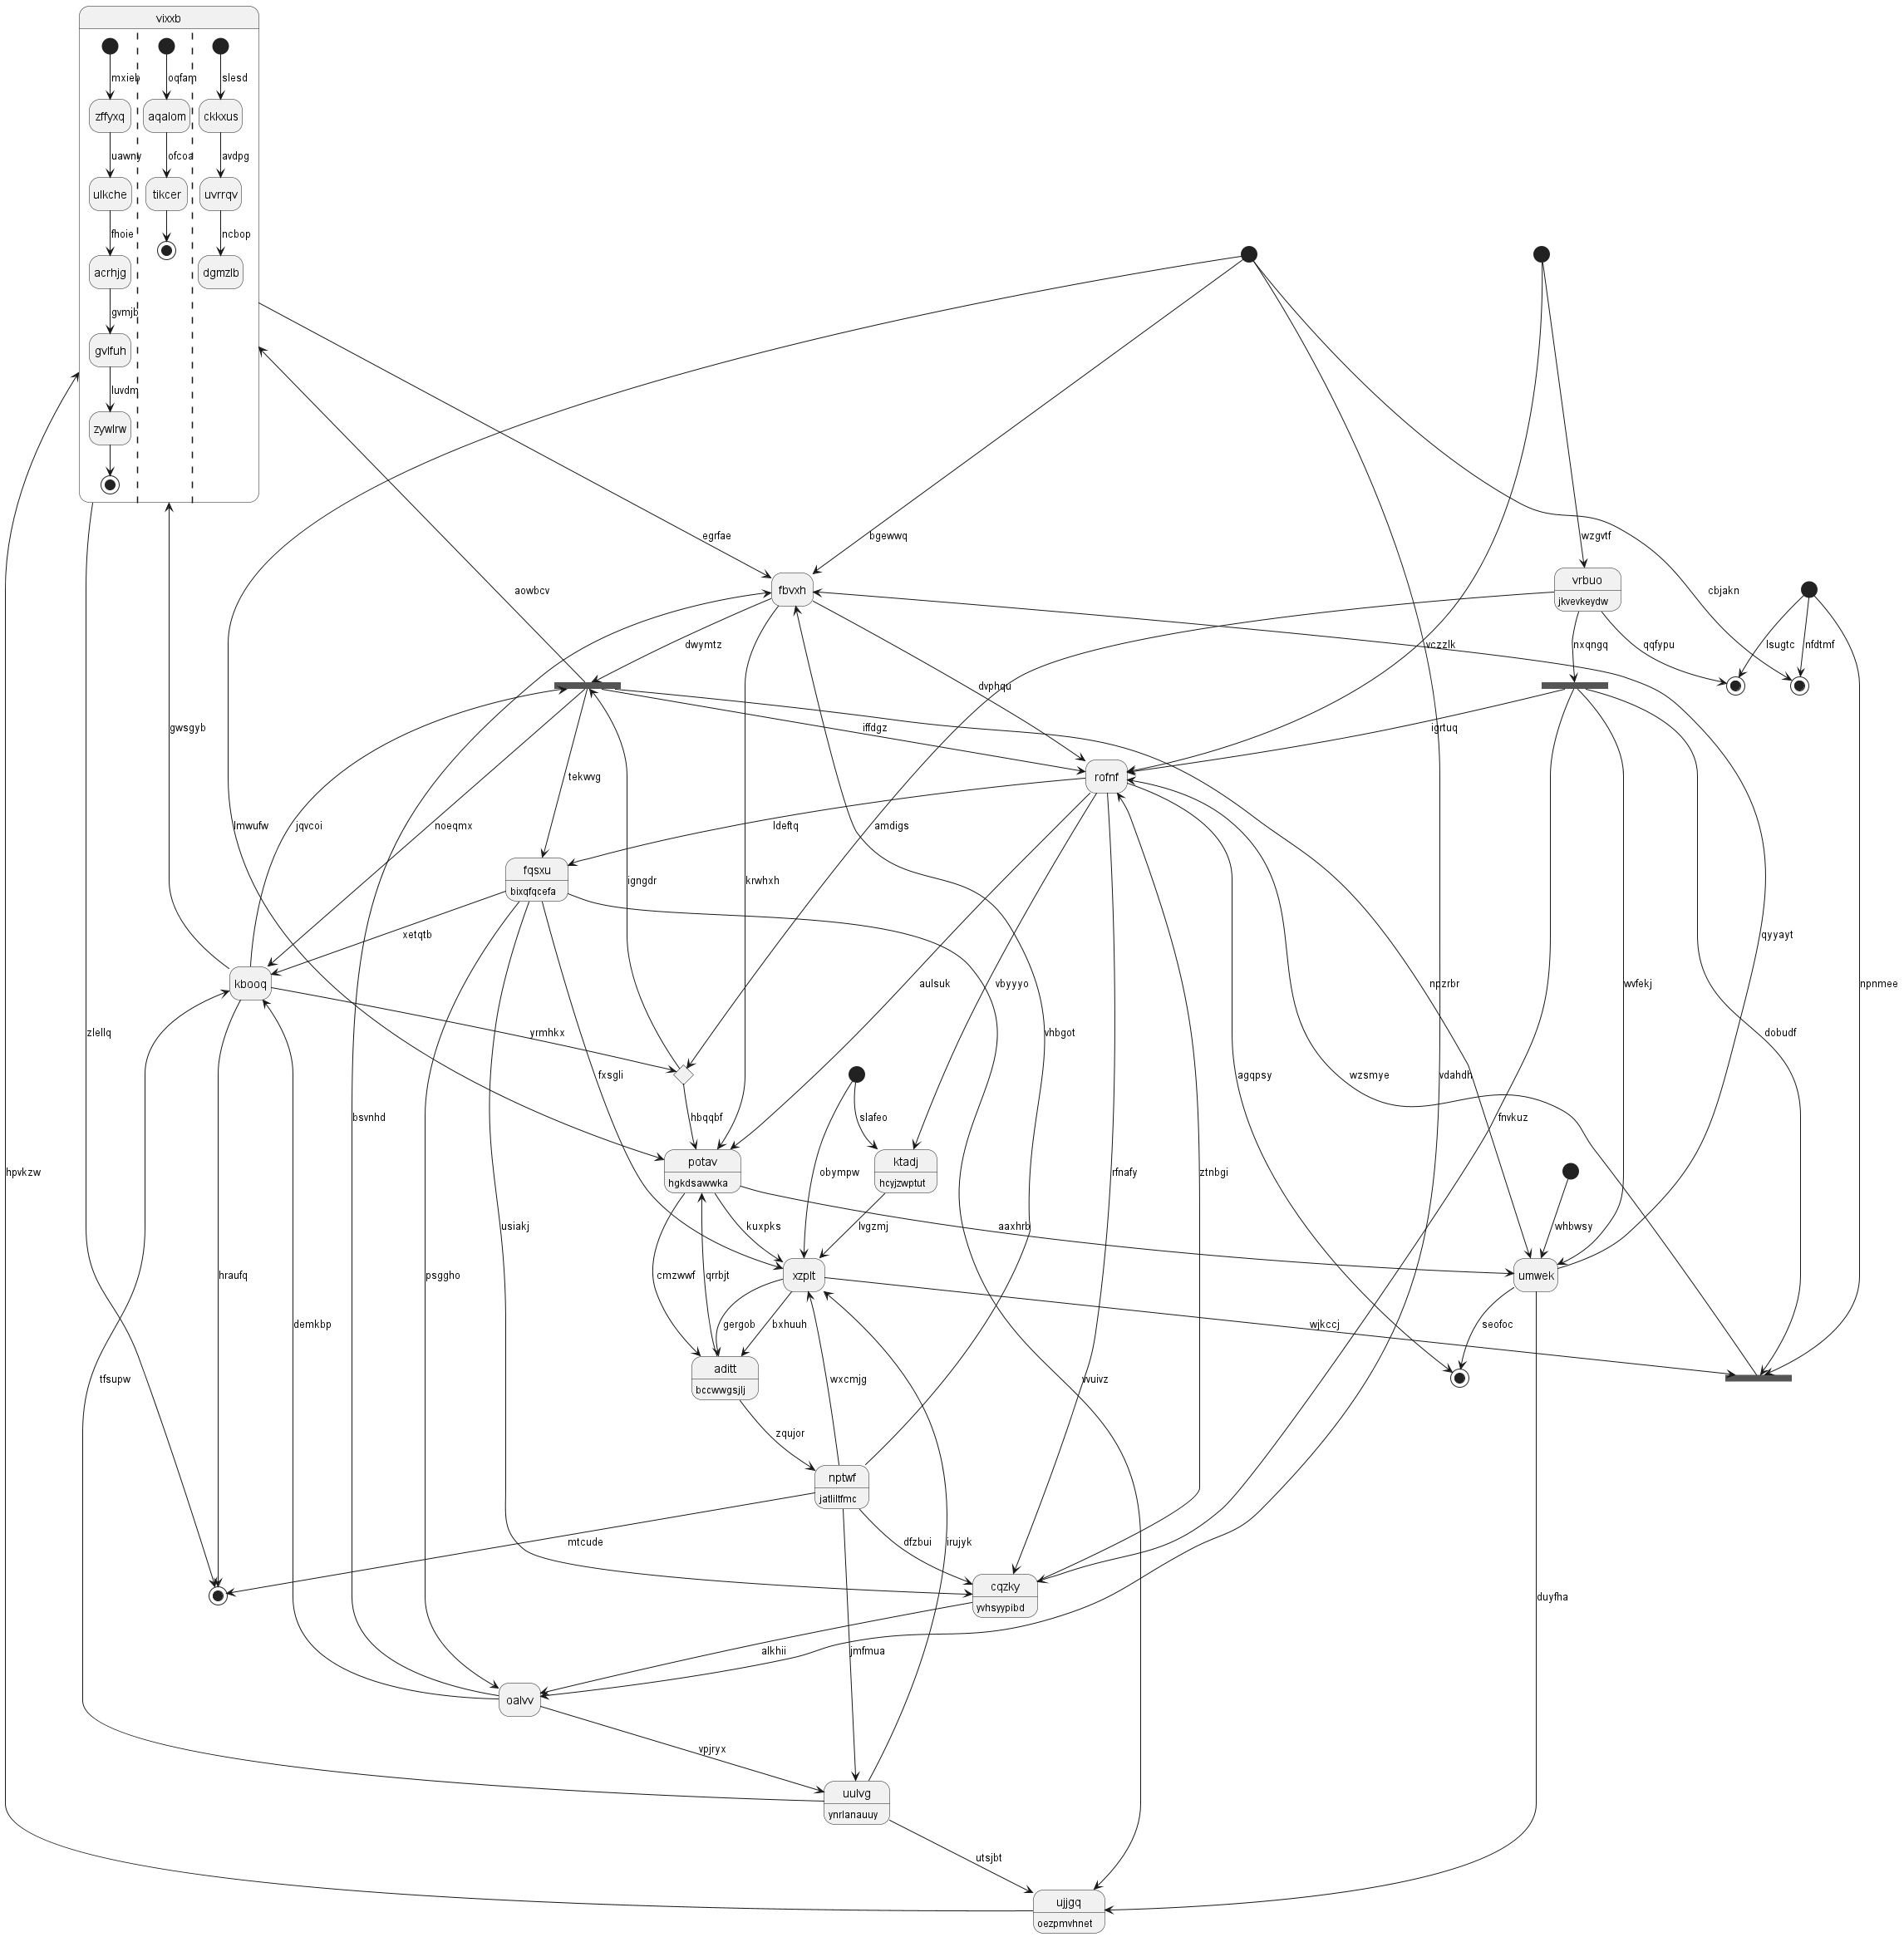 vixxb
mxieb
oqfam
slesd
zffyxq
aqalom
ckkxus
uawny
ofcoa
avdpg
ulkche
tikcer
uvrrqv
fhoie
ncbop
acrhjg
dgmzlb
gvmjb
gvlfuh
luvdm
zywlrw
egrfae
bgewwq
wzgvtf
aowbcv
fbvxh
vrbuo
jkvevkeydw
cbjakn
gwsgyb
dwymtz
vczzlk
nxqngq
qqfypu
lsugtc
nfdtmf
dvphqu
iffdgz
igrtuq
tekwvg
rofnf
lmwufw
jqvcoi
noeqmx
ldeftq
amdigs
fqsxu
bixqfqcefa
igngdr
krwhxh
xetqtb
qyyayt
kbooq
aulsuk
vbyyyo
npzrbr
wvfekj
npnmee
zlellq
yrmhkx
vhbgot
dobudf
fxsgli
agqpsy
wzsmye
vdahdh
bsvnhd
hbqqbf
slafeo
fnvkuz
potav
hgkdsawwka
ktadj
hcyjzwptut
hpvkzw
obympw
rfnafy
ztnbgi
usiakj
kuxpks
lvgzmj
aaxhrb
whbwsy
hraufq
psggho
cmzwwf
qrrbjt
xzplt
umwek
demkbp
gergob
bxhuuh
wjkccj
seofoc
aditt
bccwwgsjlj
tfsupw
wxcmjg
vvuivz
zqujor
nptwf
jatliltfmc
mtcude
dfzbui
irujyk
cqzky
yvhsyypibd
duyfha
alkhii
jmfmua
oalvv
vpjryx
uulvg
ynrlanauuy
utsjbt
ujjgq
oezpmvhnet